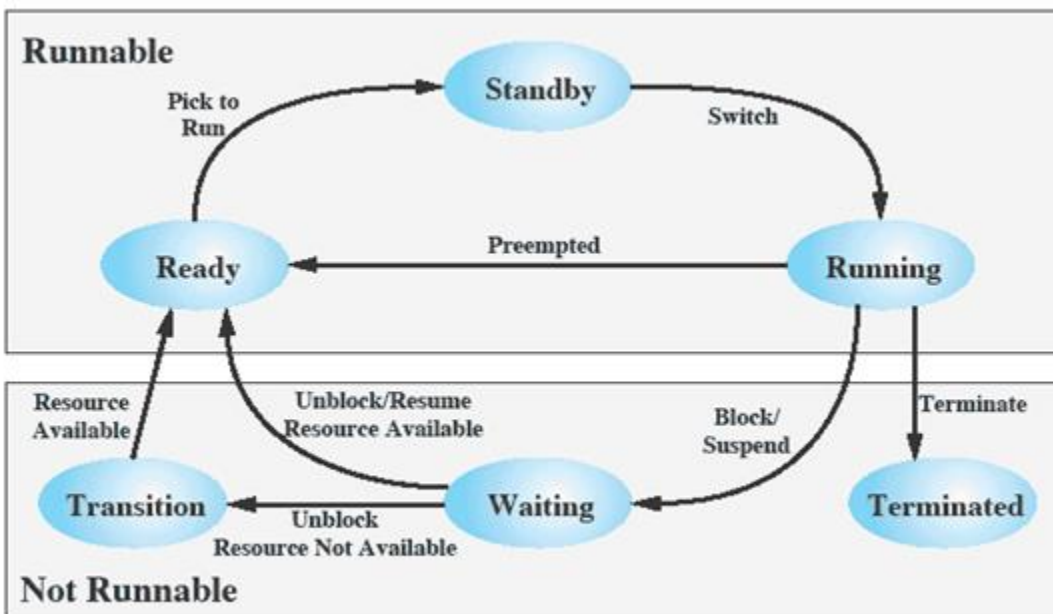 Runnable
Standby
Pick to
Run
Switch
Preempted
Ready
Running
Resource
Available
Unblock/Resume
Resource Available
Block/
Suspend
Terminate
Transition
Waiting
Terminated
Unblock
Resource Not Available
Not Runnable